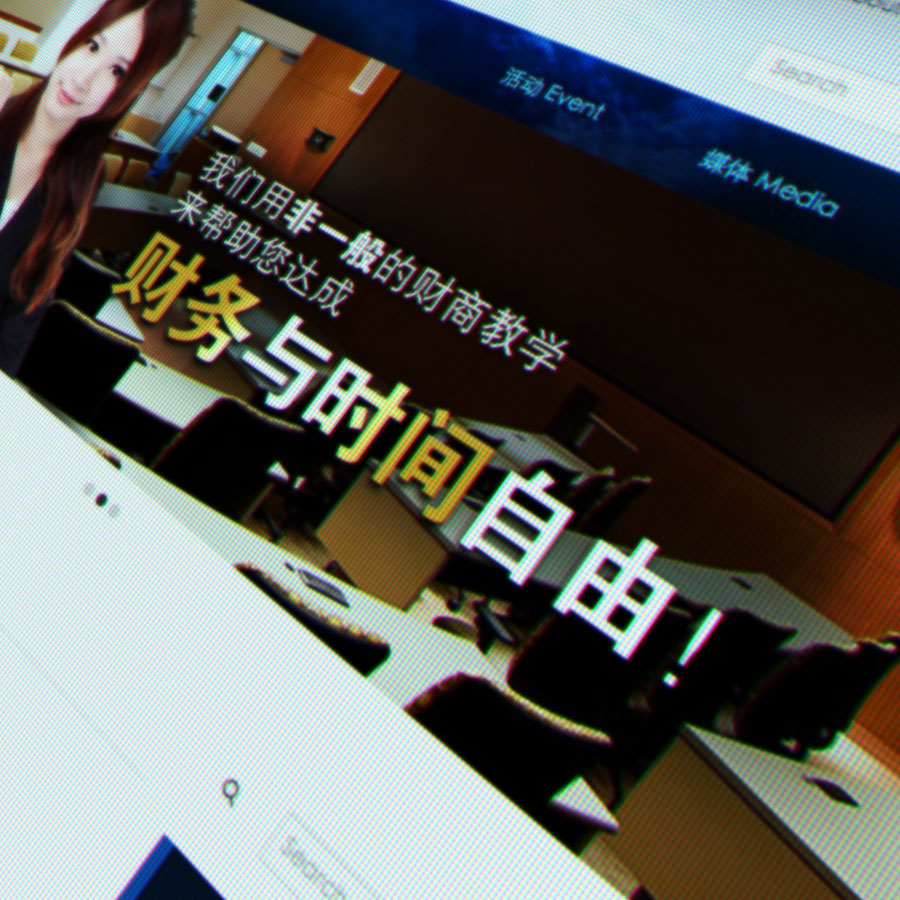 Search
活动 Event
媒体 Media
我们用非一般的财商教学
来帮助您达成
财务与时间自由！
Search